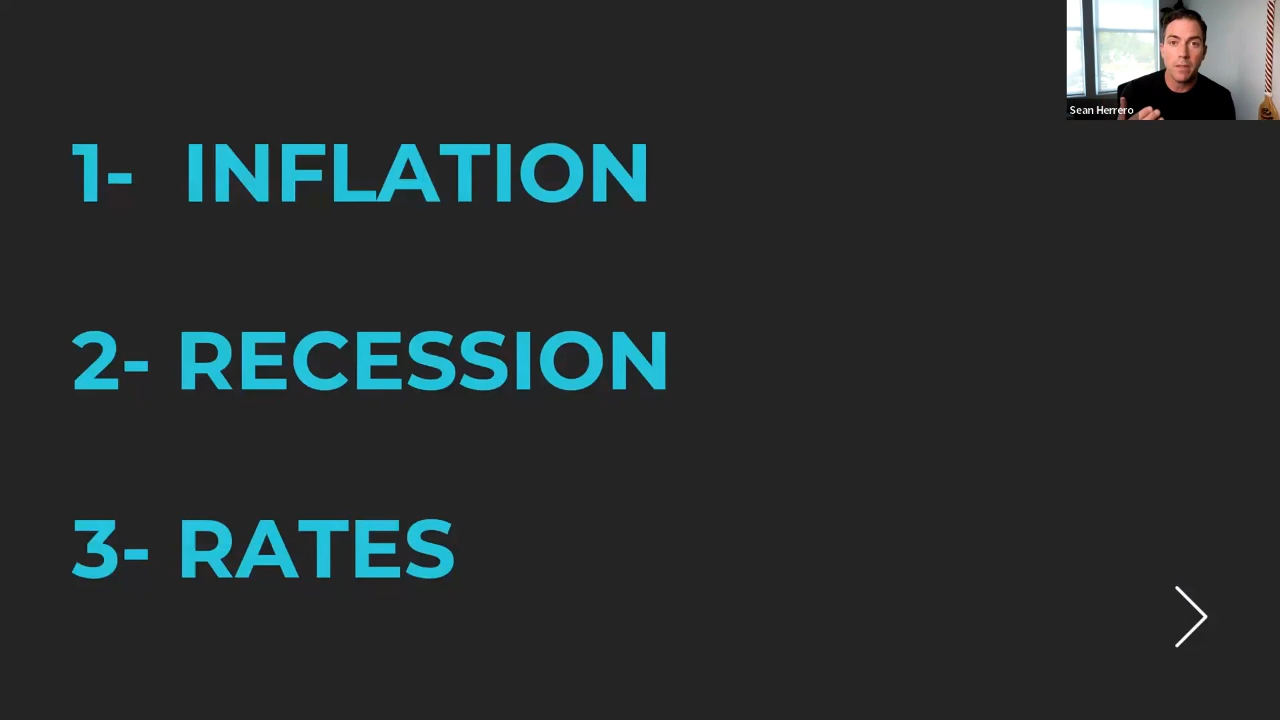 Sean Herrero
1- INFLATION
2- RECESSION
3- RATES